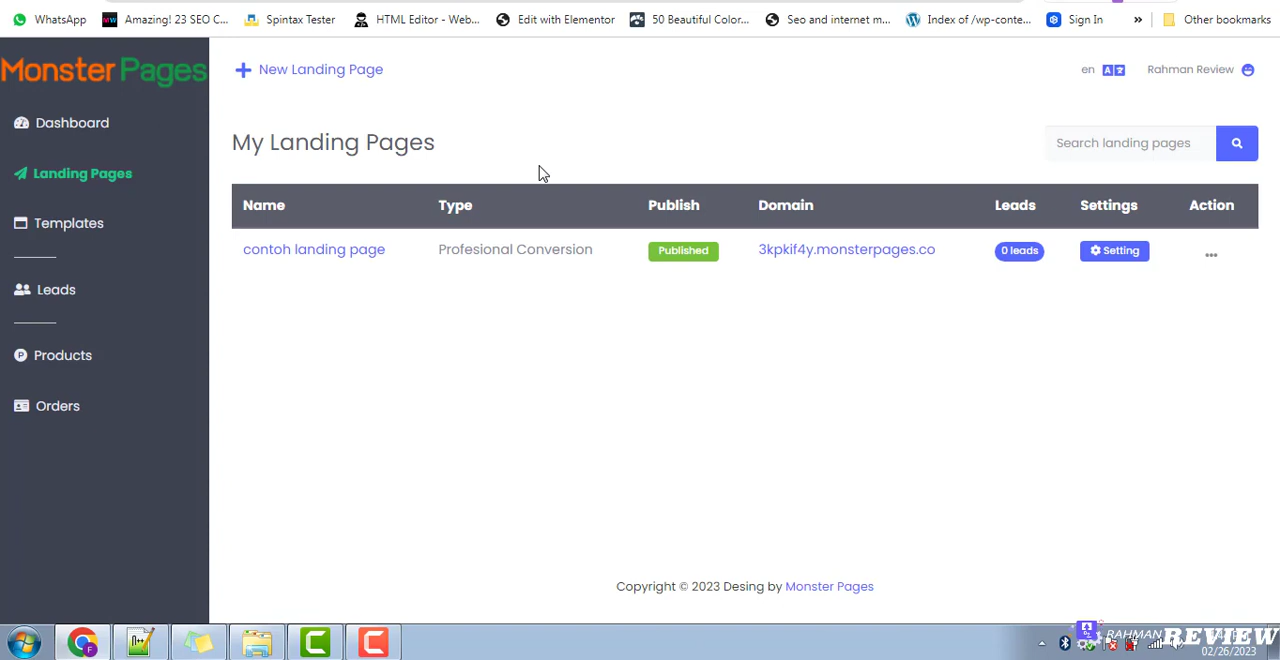 WhatsApp Amazing! 23 SEO C... Spintax Tester HTML Editor - Web... Edit with Elementor 50 Beautiful Color... Seo and internet m... Index of /wp-conte... Sign In » Other bookmarks
Monster Pages
New Landing Page
en
Rahman Review
Dashboard
Landing Pages
Templates
Leads
Products
Orders
My Landing Pages
Search landing pages
Name Type Publish Domain Leads Settings Action
contoh landing page Profesional Conversion Published 3kpkif4y.monsterpages.co 0 leads Setting ...
Copyright © 2023 Desing by Monster Pages
RAHMAN REVIEW
02/26/2023